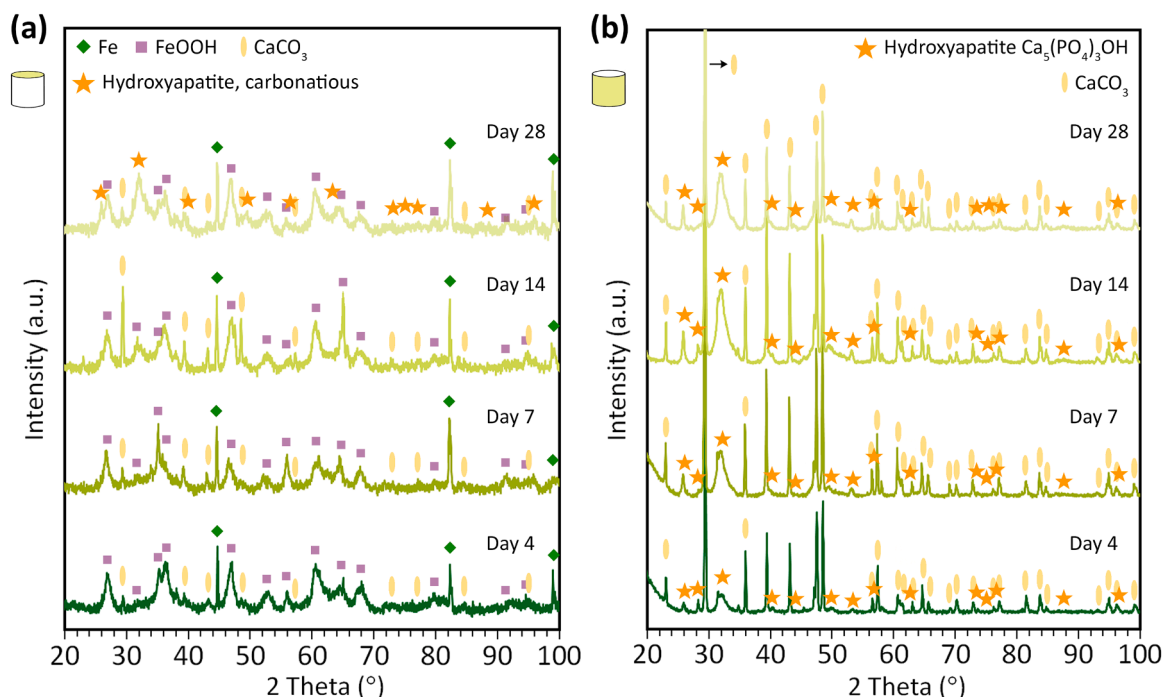 (a)
Fe FeOOH CaCO₃
Hydroxyapatite, carbonatious
Day 28
Day 14
Day 7
Day 4
Intensity (a.u.)
20 30 40 50 60 70 80 90 100
2 Theta (°)
(b)
Hydroxyapatite Ca₅(PO₄)₃OH
CaCO₃
Day 28
Day 14
Day 7
Day 4
Intensity (a.u.)
20 30 40 50 60 70 80 90 100
2 Theta (°)